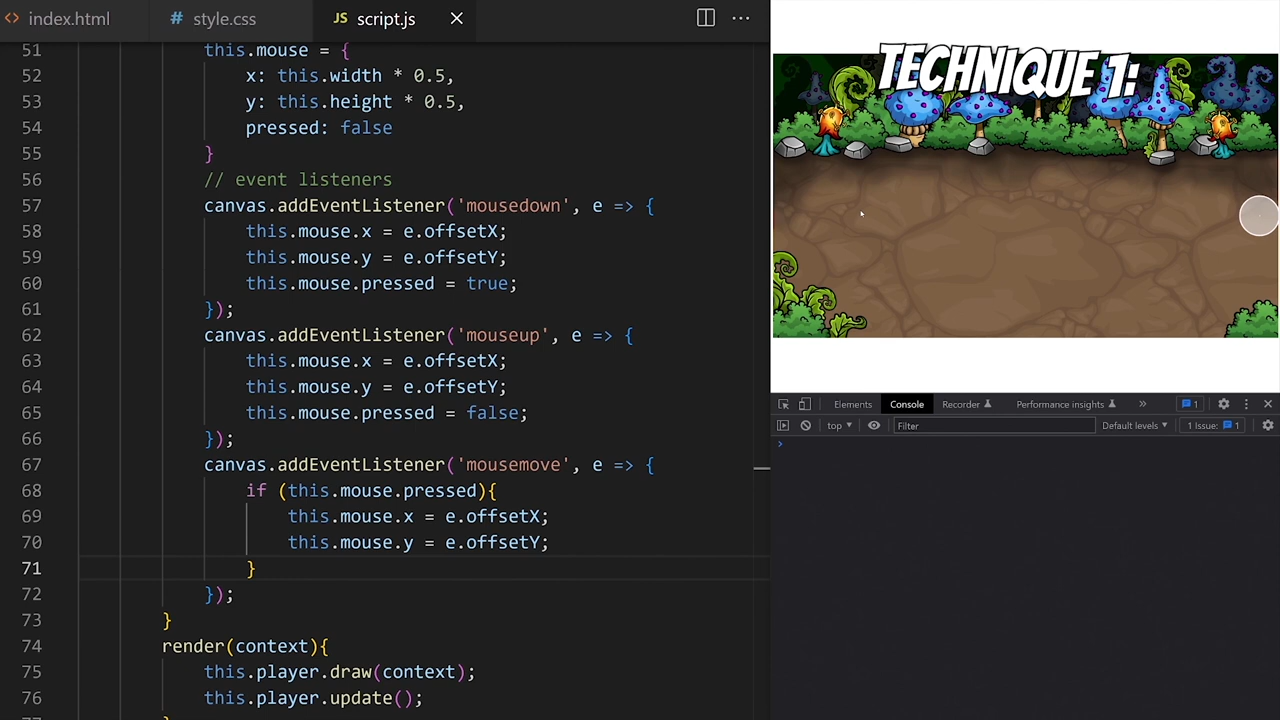 index.html
# style.css
JS script.js
51 this.mouse = {
52 x: this.width * 0.5,
53 y: this.height * 0.5,
54 pressed: false
55 }
56 // event listeners
57 canvas.addEventListener('mousedown', e => {
58 this.mouse.x = e.offsetX;
59 this.mouse.y = e.offsetY;
60 this.mouse.pressed = true;
61 });
62 canvas.addEventListener('mouseup', e => {
63 this.mouse.x = e.offsetX;
64 this.mouse.y = e.offsetY;
65 this.mouse.pressed = false;
66 });
67 canvas.addEventListener('mousemove', e => {
68 if (this.mouse.pressed){
69 this.mouse.x = e.offsetX;
70 this.mouse.y = e.offsetY;
71 }
72 });
73 }
74 render(context){
75 this.player.draw(context);
76 this.player.update();
TECHNIQUE 1:
Elements Console Recorder Performance insights 1
top Filter Default levels 1 Issue: 1